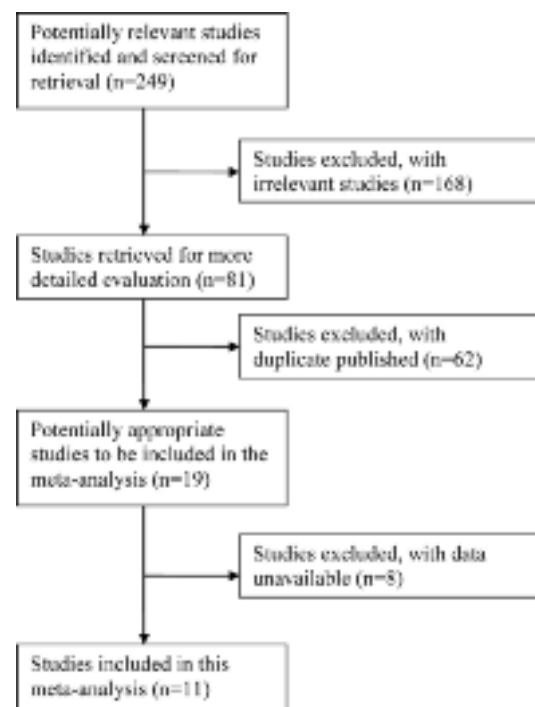 Potentially relevant studies
identified and screened for
retrieval (n=249)
Studies excluded, with
irrelevant studies (n=168)
Studies retrieved for more
detailed evaluation (n=81)
Studies excluded, with
duplicate published (n=62)
Potentially appropriate
studies to be included in the
meta-analysis (n=19)
Studies excluded, with data
unavailable (n=8)
Studies included in this
meta-analysis (n=11)